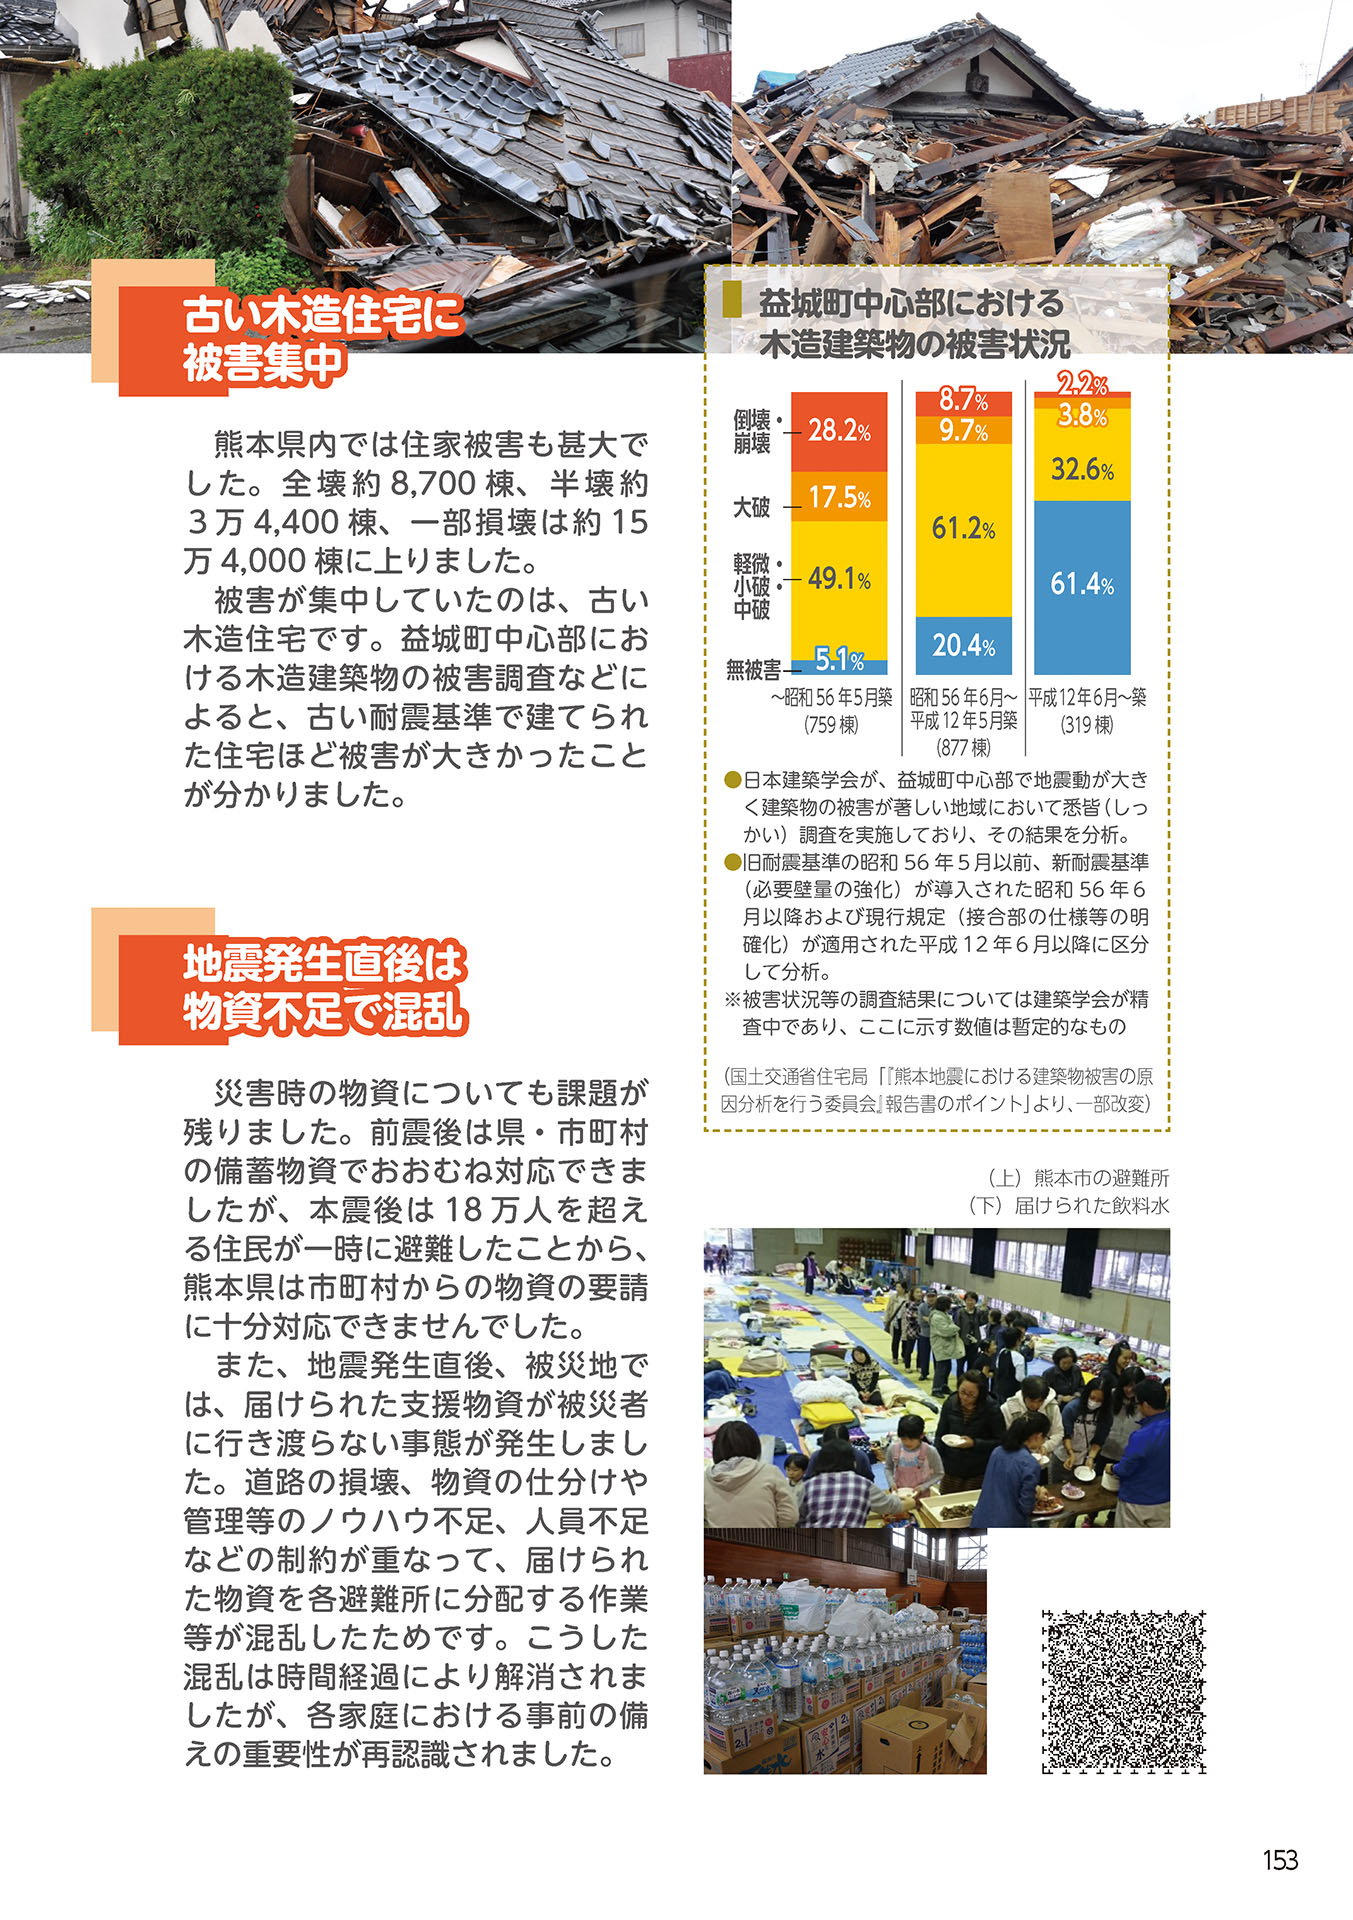 古い木造住宅に
被害集中
熊本県内では住家被害も甚大で
した。全壊約 8,700 棟、半壊約
３万 4,400 棟、一部損壊は約 15
万 4,000 棟に上りました。
被害が集中していたのは、古い
木造住宅です。益城町中心部にお
ける木造建築物の被害調査などに
よると、古い耐震基準で建てられ
た住宅ほど被害が大きかったこと
が分かりました。
地震発生直後は
物資不足で混乱
災害時の物資についても課題が
残りました。前震後は県・市町村
の備蓄物資でおおむね対応できま
したが、本震後は 18 万人を超え
る住民が一時に避難したことから、
熊本県は市町村からの物資の要請
に十分対応できませんでした。
また、地震発生直後、被災地で
は、届けられた支援物資が被災者
に行き渡らない事態が発生しまし
た。道路の損壊、物資の仕分けや
管理等のノウハウ不足、人員不足
などの制約が重なって、届けられ
た物資を各避難所に分配する作業
等が混乱したためです。こうした
混乱は時間経過により解消されま
したが、各家庭における事前の備
えの重要性が再認識されました。
益城町中心部における
木造建築物の被害状況
倒壊・
崩壊
大破
軽微・
小破・
中破
無被害
28.2%
17.5%
49.1%
5.1%
～昭和 56 年５月築
(759 棟)
8.7%
9.7%
61.2%
20.4%
昭和 56 年６月～
平成 12 年５月築
(877 棟)
2.2%
3.8%
32.6%
61.4%
平成 12 年６月～築
(319 棟)
●日本建築学会が、益城町中心部で地震動が大き
く建築物の被害が著しい地域において悉皆（しっ
かい）調査を実施しており、その結果を分析。
●旧耐震基準の昭和 56 年５月以前、新耐震基準
（必要壁量の強化）が導入された昭和 56 年６
月以降および現行規定（接合部の仕様等の明
確化）が適用された平成 12 年６月以降に区分
して分析。
※被害状況等の調査結果については建築学会が精
査中であり、ここに示す数値は暫定的なもの
（国土交通省住宅局「『熊本地震における建築物被害の原
因分析を行う委員会』報告書のポイント」より、一部改変）
（上）熊本市の避難所
（下）届けられた飲料水
153